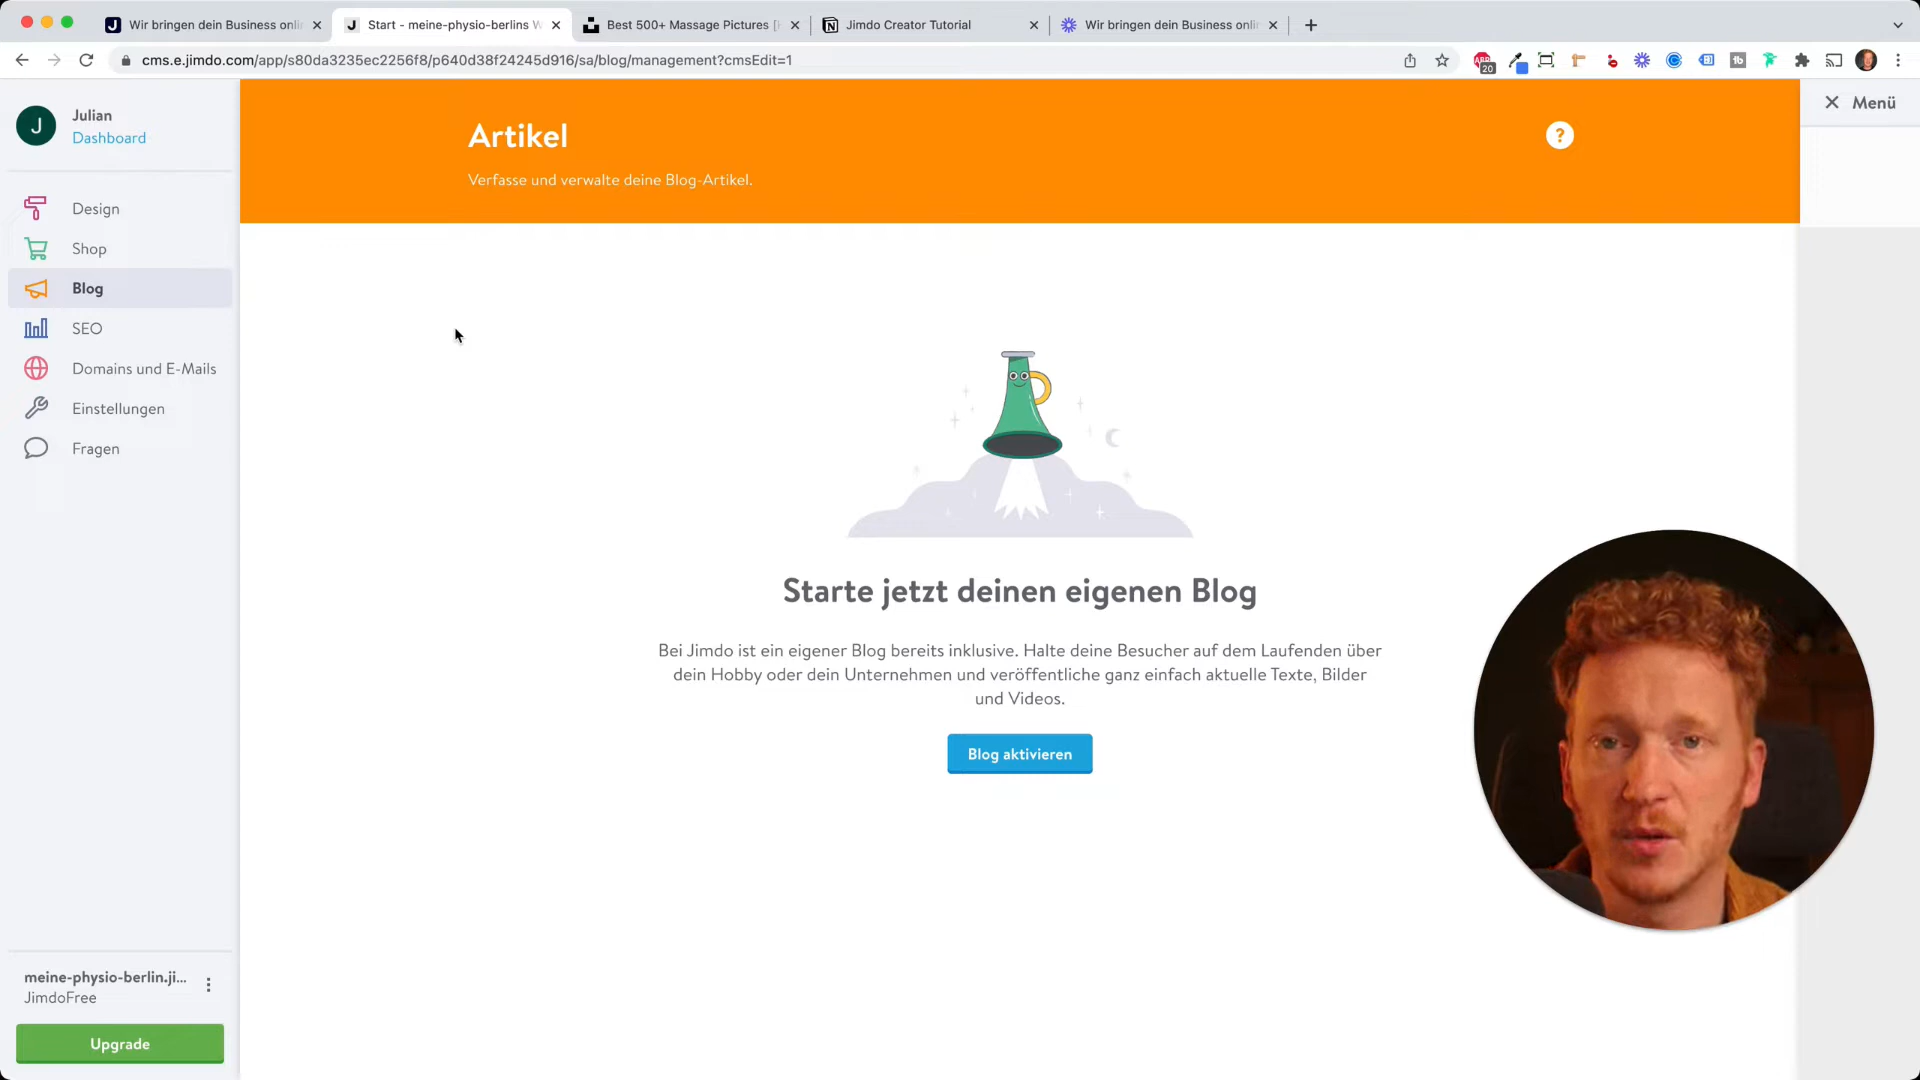 Wir bringen dein Business onlin
Start - meine-physio-berlins W
Best 500+ Massage Pictures [
Jimdo Creator Tutorial
Wir bringen dein Business onlin
cms.e.jimdo.com/app/s80da3235ec2256f8/p640d38f24245d916/sa/blog/management?cmsEdit=1
20
J
Julian
Dashboard
Design
Shop
Blog
SEO
Domains und E-Mails
Einstellungen
Fragen
meine-physio-berlin.ji...
JimdoFree
Upgrade
Artikel
Verfasse und verwalte deine Blog-Artikel.
?
Menü
Starte jetzt deinen eigenen Blog
Bei Jimdo ist ein eigener Blog bereits inklusive. Halte deine Besucher auf dem Laufenden über
dein Hobby oder dein Unternehmen und veröffentliche ganz einfach aktuelle Texte, Bilder
und Videos.
Blog aktivieren